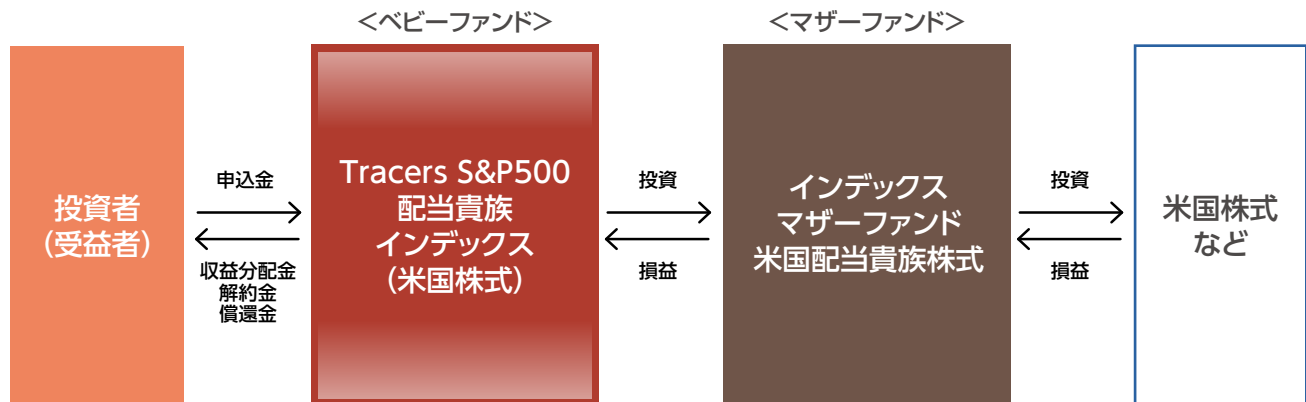 <ベビーファンド>
<マザーファンド>
投資者
(受益者)
申込金
収益分配金
解約金
償還金
Tracers S&P500
配当貴族
インデックス
(米国株式)
投資
損益
インデックス
マザーファンド
米国配当貴族株式
投資
損益
米国株式
など